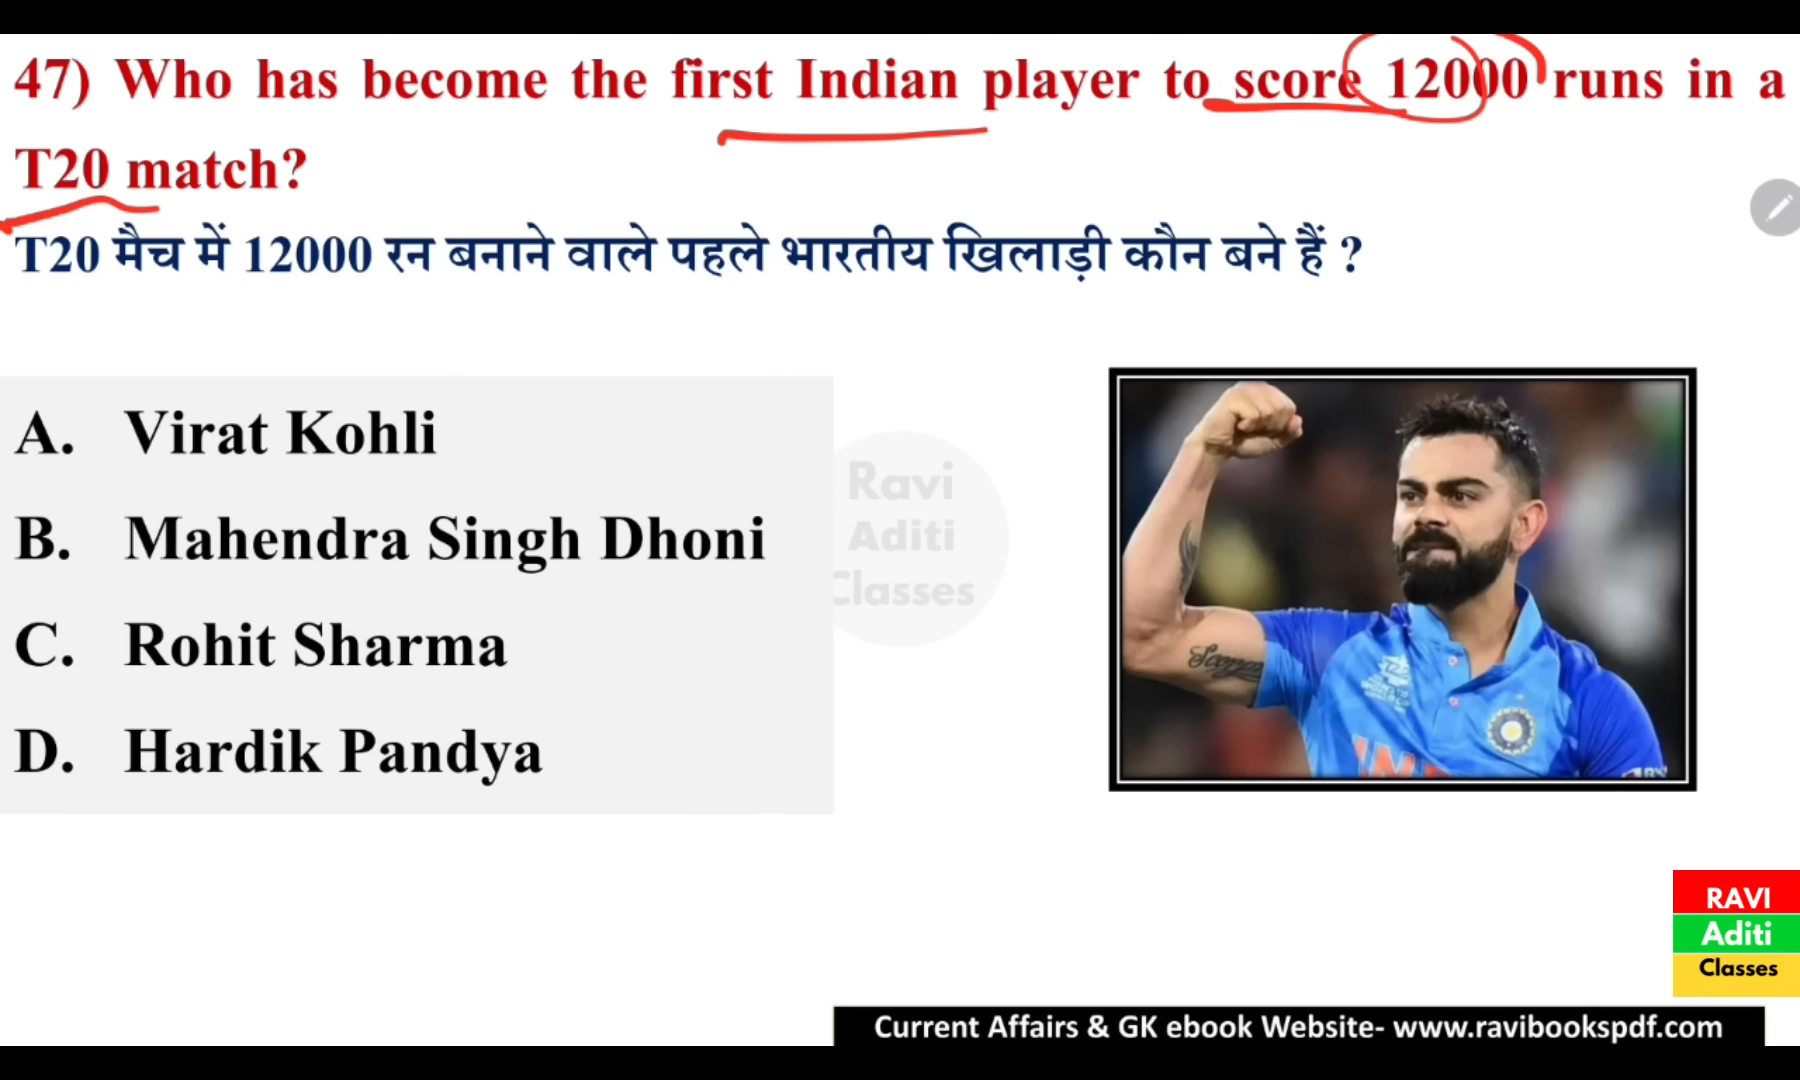 47) Who has become the first Indian player to score 12000 runs in a
T20 match?
T20 मैच में 12000 रन बनाने वाले पहले भारतीय खिलाड़ी कौन बने हैं ?
A. Virat Kohli
B. Mahendra Singh Dhoni
C. Rohit Sharma
D. Hardik Pandya
Ravi
Aditi
Classes
RAVI
Aditi
Classes
Current Affairs & GK ebook Website- www.ravibookspdf.com